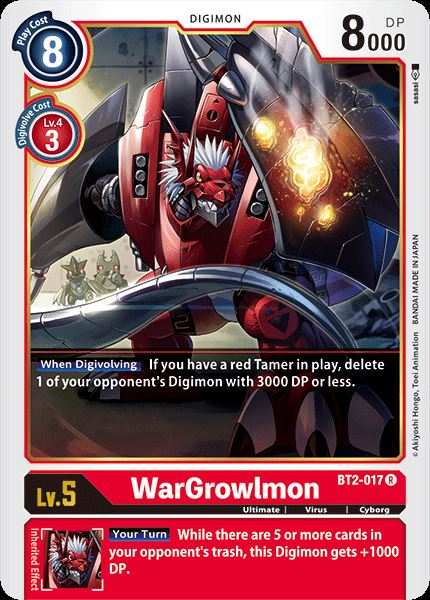 Play Cost
8
DIGIMON
DP
8000
Digivolve Cost
Lv.4
3
sasasi
© Akiyoshi Hongo, Toei Animation BANDAI MADE IN JAPAN
When Digivolving If you have a red Tamer in play, delete
1 of your opponent's Digimon with 3000 DP or less.
BT2-017 R
Lv.5
WarGrowlmon
Ultimate | Virus | Cyborg
Inherited Effect
Your Turn While there are 5 or more cards in
your opponent's trash, this Digimon gets +1000
DP.